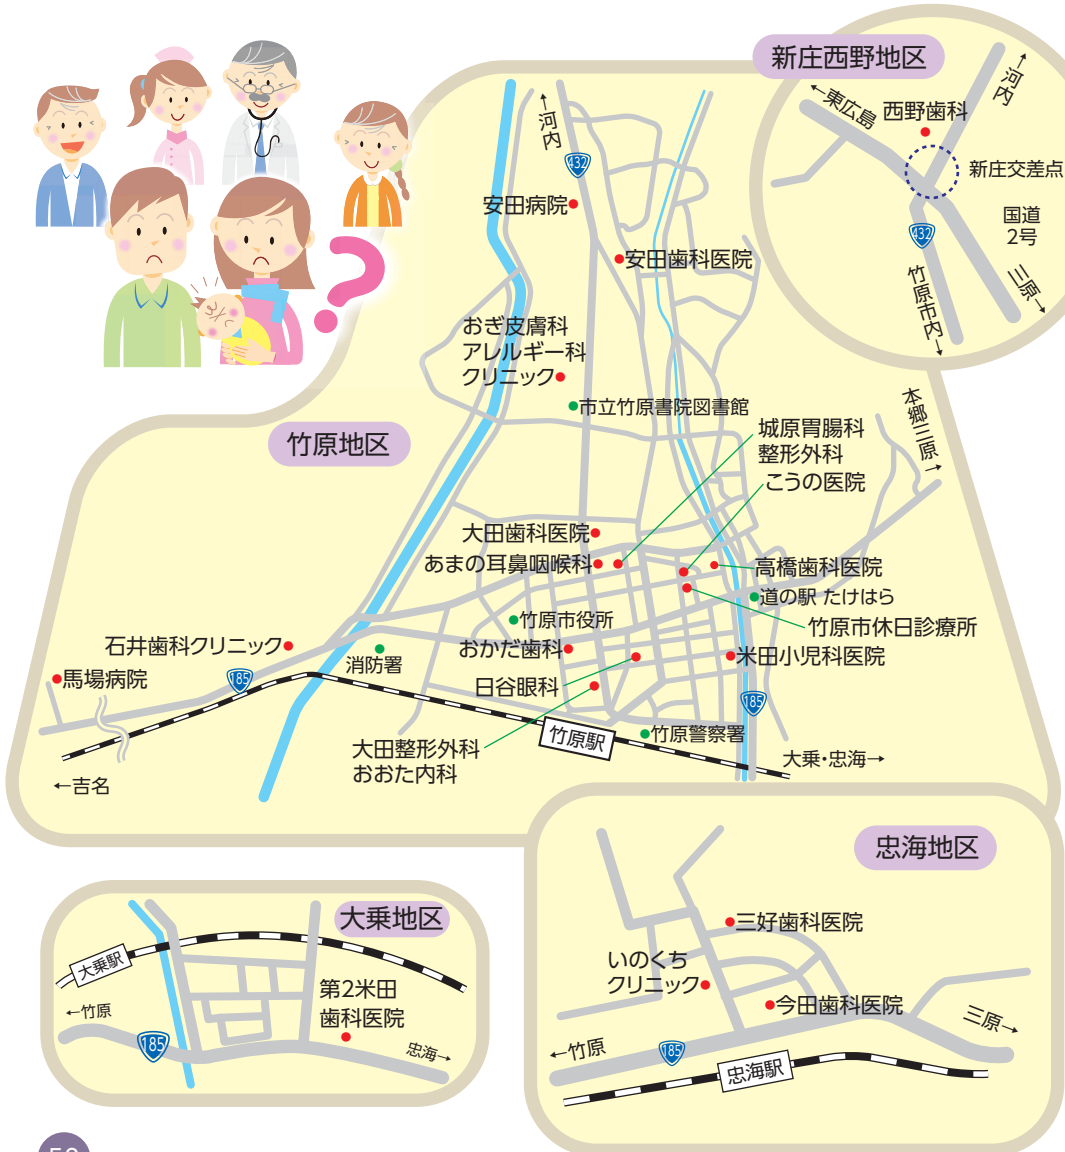 新庄西野地区
←河内
←東広島
西野歯科
新庄交差点
国道
2号
432
竹原市内→
三原→
←河内
432
安田病院
安田歯科医院
おぎ皮膚科
アレルギー科
クリニック
市立竹原書院図書館
竹原地区
本郷三原→
城原胃腸科
整形外科
こうの医院
大田歯科医院
あまの耳鼻咽喉科
高橋歯科医院
道の駅 たけはら
竹原市役所
竹原市休日診療所
石井歯科クリニック
消防署
おかだ歯科
米田小児科医院
馬場病院
185
日谷眼科
185
竹原駅
竹原警察署
大田整形外科
おおた内科
大乗・忠海→
←吉名
大乗地区
大乗駅
←竹原
第2米田
歯科医院
185
忠海→
忠海地区
三好歯科医院
いのくち
クリニック
今田歯科医院
三原→
←竹原
185
忠海駅